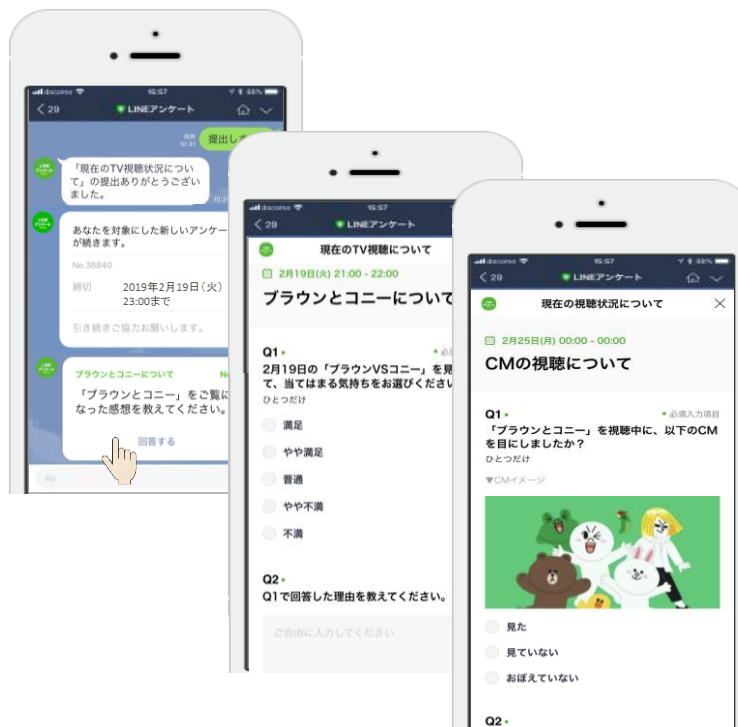 docomo
15:57
98%
29
LINEアンケート
10:31
提出し
「現在のTV視聴状況につい
て」の提出ありがとうござい
ました。
あなたを対象にした新しいアンケー
が続きます。
No.36840
締切 2019年2月19日(火)
23:00まで
引き続きご協力お願いします。
ブラウンとコニーについて
「ブラウンとコニー」をご覧に
なった感想を教えてください。
回答する
docomo
15:57
29
LINEアンケート
現在のTV視聴について
2月19日(火) 21:00 - 22:00
ブラウンとコニーについて
Q1
2月19日の「ブラウンVSコニー」を見
て、当てはまる気持ちをお選びくださ
ひとつだけ
満足
やや満足
普通
やや不満
不満
Q2
Q1で回答した理由を教えてください。
ご自由に入力してください
docomo
15:57
98%
29
LINEアンケート
現在の視聴状況について
2月25日(月) 00:00 - 00:00
CMの視聴について
Q1
必須入力項目
「ブラウンとコニー」を視聴中に、以下のCM
を目にしましたか？
ひとつだけ
▼CMイメージ
見た
見ていない
おぼえていない
Q2